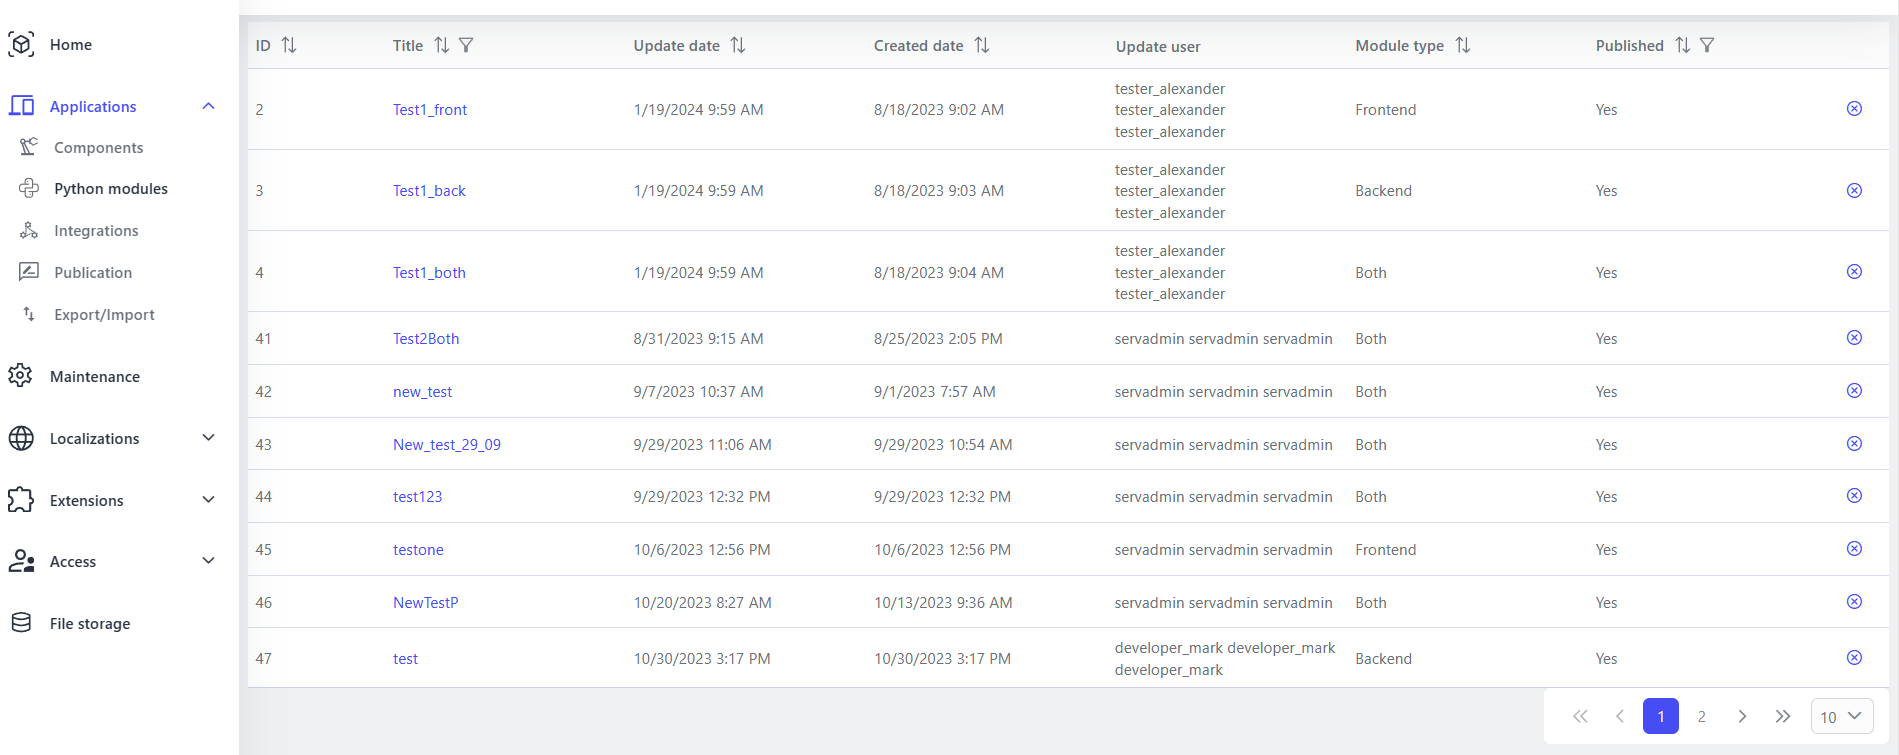 Home
Applications
Components
Python modules
Integrations
Publication
Export/Import
Maintenance
Localizations
Extensions
Access
File storage
ID Title Update date Created date Update user Module type Published
2 Test1_front 1/19/2024 9:59 AM 8/18/2023 9:02 AM tester_alexander tester_alexander tester_alexander Frontend Yes
3 Test1_back 1/19/2024 9:59 AM 8/18/2023 9:03 AM tester_alexander tester_alexander tester_alexander Backend Yes
4 Test1_both 1/19/2024 9:59 AM 8/18/2023 9:04 AM tester_alexander tester_alexander tester_alexander Both Yes
41 Test2Both 8/31/2023 9:15 AM 8/25/2023 2:05 PM servadmin servadmin servadmin Both Yes
42 new_test 9/7/2023 10:37 AM 9/1/2023 7:57 AM servadmin servadmin servadmin Both Yes
43 New_test_29_09 9/29/2023 11:06 AM 9/29/2023 10:54 AM servadmin servadmin servadmin Both Yes
44 test123 9/29/2023 12:32 PM 9/29/2023 12:32 PM servadmin servadmin servadmin Both Yes
45 testone 10/6/2023 12:56 PM 10/6/2023 12:56 PM servadmin servadmin servadmin Frontend Yes
46 NewTestP 10/20/2023 8:27 AM 10/13/2023 9:36 AM servadmin servadmin servadmin Both Yes
47 test 10/30/2023 3:17 PM 10/30/2023 3:17 PM developer_mark developer_mark developer_mark Backend Yes
1 2 10